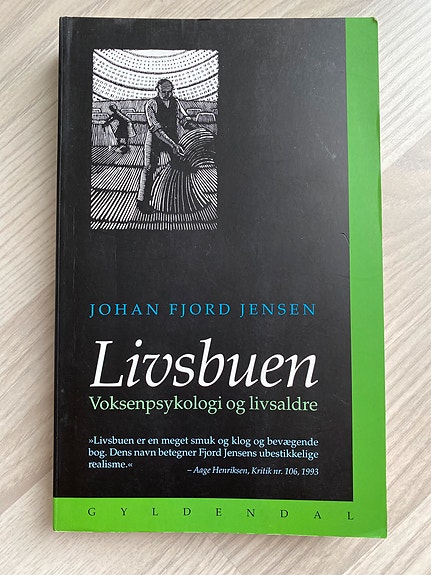 JOHAN FJORD JENSEN
Livsbuen
Voksenpsykologi og livsaldre
»Livsbuen er en meget smuk og klog og bevægende
bog. Dens navn betegner Fjord Jensens ubestikkelige
realisme.«
– Aage Henriksen, Kritik nr. 106, 1993
GYLDENDAL